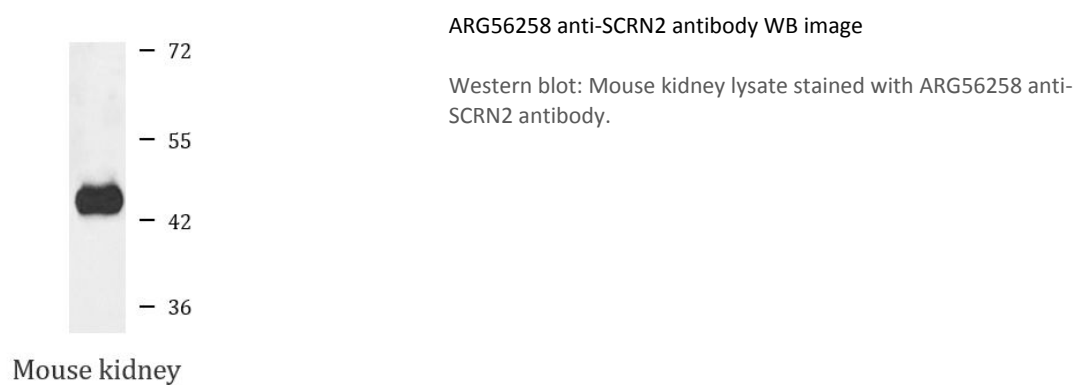 ARG56258 anti-SCRN2 antibody WB image
Western blot: Mouse kidney lysate stained with ARG56258 anti-
SCRN2 antibody.
72
55
42
36
Mouse kidney